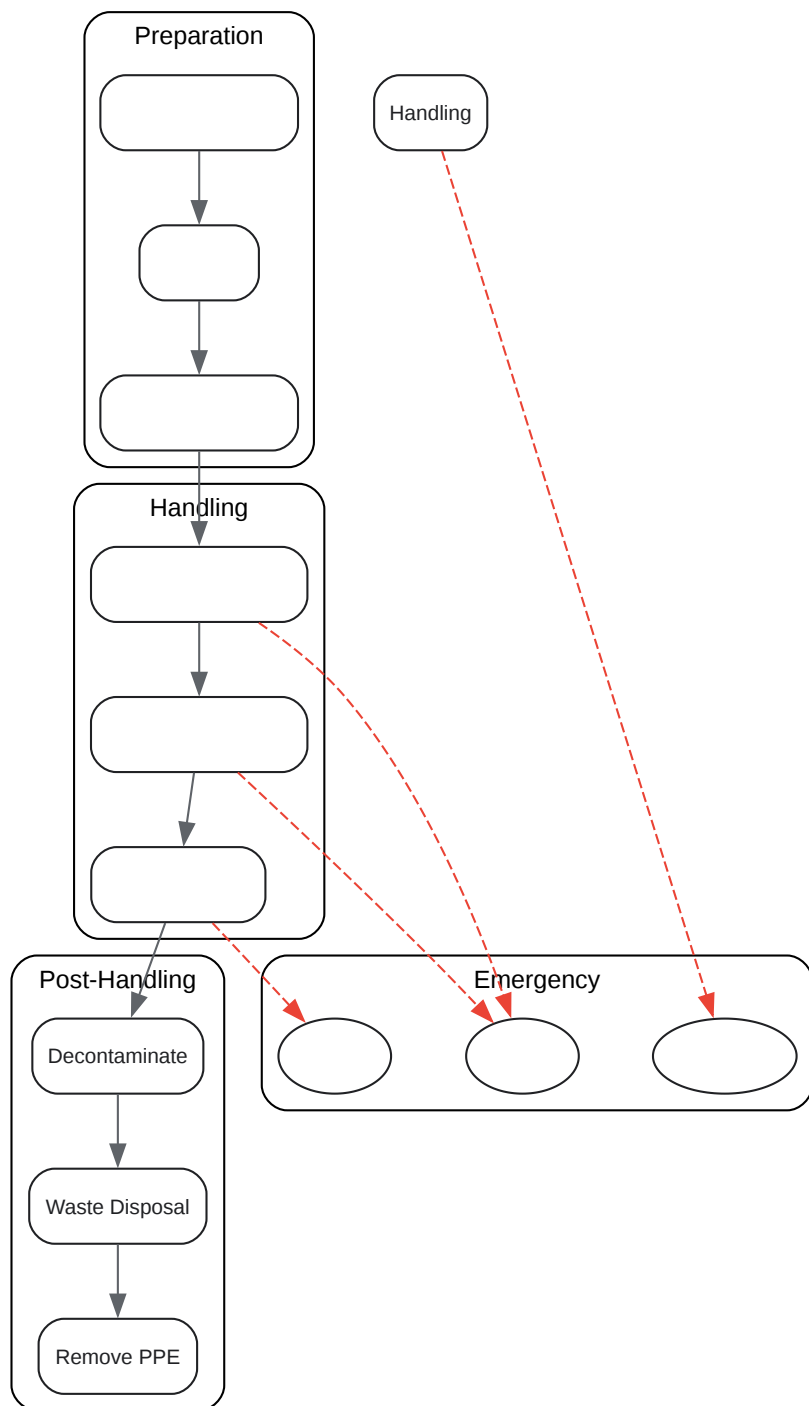 Preparation
Handling
Handling
Post-Handling
Emergency
Decontaminate
Waste Disposal
Remove PPE